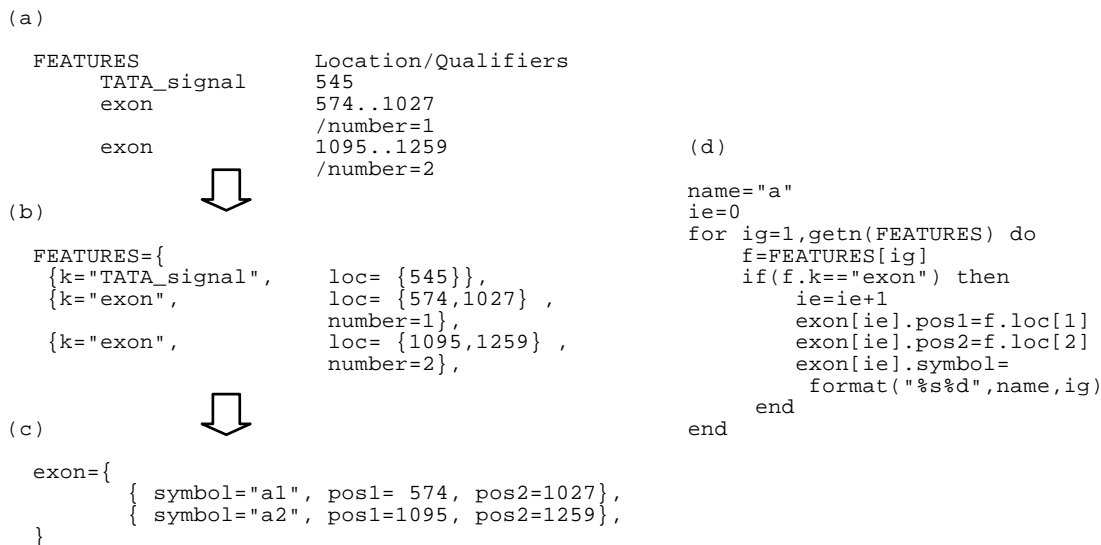 (a)
FEATURES Location/Qualifiers
TATA_signal 545
exon 574..1027
/number=1
exon 1095..1259
/number=2
(b)
FEATURES={
{k="TATA_signal", loc= {545}},
{k="exon", loc= {574,1027} ,
number=1},
{k="exon", loc= {1095,1259} ,
number=2},
(c)
exon={
{ symbol="a1", pos1= 574, pos2=1027},
{ symbol="a2", pos1=1095, pos2=1259},
}
(d)
name="a"
ie=0
for ig=1,getn(FEATURES) do
f=FEATURES[ig]
if(f.k=="exon") then
ie=ie+1
exon[ie].pos1=f.loc[1]
exon[ie].pos2=f.loc[2]
exon[ie].symbol=
format("%s%d",name,ig)
end
end